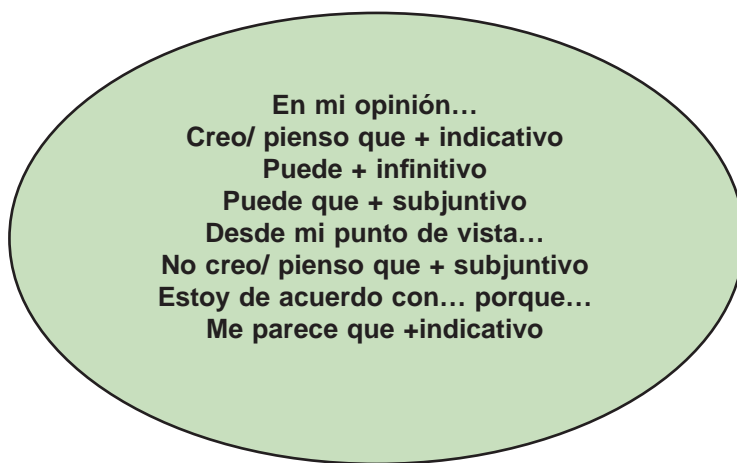 En mi opinión…
Creo/ pienso que + indicativo
Puede + infinitivo
Puede que + subjuntivo
Desde mi punto de vista…
No creo/ pienso que + subjuntivo
Estoy de acuerdo con… porque…
Me parece que +indicativo